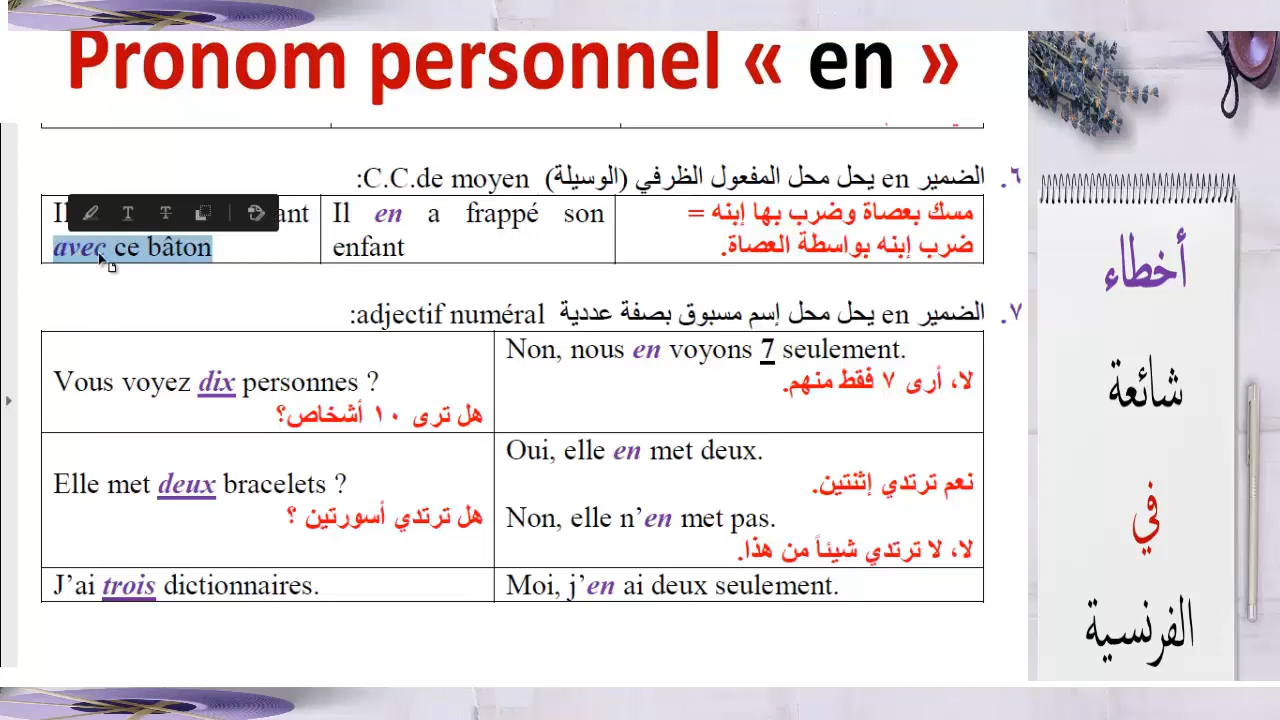 Pronom personnel « en »
٦. الضمير en يحل محل المفعول الظرفي (الوسيلة) C.C.de moyen:
Il ant
avec ce bâton
Il en a frappé son
enfant
مسك بعصاة وضرب بها إبنه =
ضرب إبنه بواسطة العصاة.
٧. الضمير en يحل محل إسم مسبوق بصفة عددية adjectif numéral:
Vous voyez dix personnes ?
هل ترى ١٠ أشخاص؟
Non, nous en voyons 7 seulement.
لا، أرى ٧ فقط منهم.
Elle met deux bracelets ?
هل ترتدي أسورتين ؟
Oui, elle en met deux.
نعم ترتدي إثنتين.
Non, elle n’en met pas.
لا، لا ترتدي شيئاً من هذا.
J’ai trois dictionnaires.
Moi, j’en ai deux seulement.
أخطاء
شائعة
في
الفرنسية